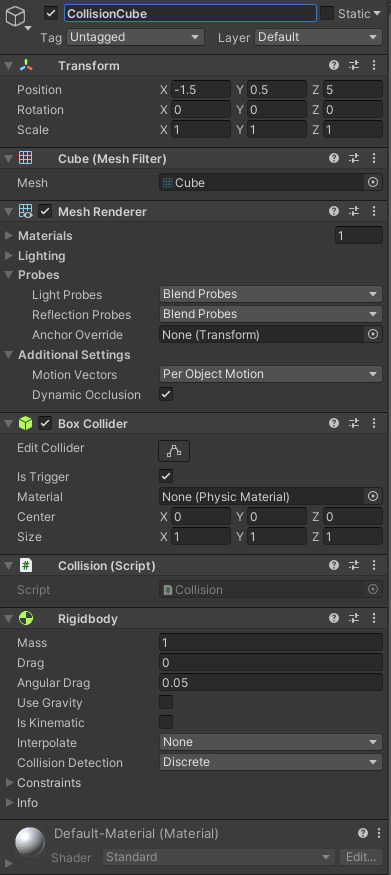 CollisionCube
Static
Tag Untagged Layer Default
Transform
Position X -1.5 Y 0.5 Z 5
Rotation X 0 Y 0 Z 0
Scale X 1 Y 1 Z 1
Cube (Mesh Filter)
Mesh Cube
Mesh Renderer
Materials 1
Lighting
Probes
Light Probes Blend Probes
Reflection Probes Blend Probes
Anchor Override None (Transform)
Additional Settings
Motion Vectors Per Object Motion
Dynamic Occlusion
Box Collider
Edit Collider
Is Trigger
Material None (Physic Material)
Center X 0 Y 0 Z 0
Size X 1 Y 1 Z 1
# Collision (Script)
Script # Collision
Rigidbody
Mass 1
Drag 0
Angular Drag 0.05
Use Gravity
Is Kinematic
Interpolate None
Collision Detection Discrete
Constraints
Info
Default-Material (Material)
Shader Standard Edit...